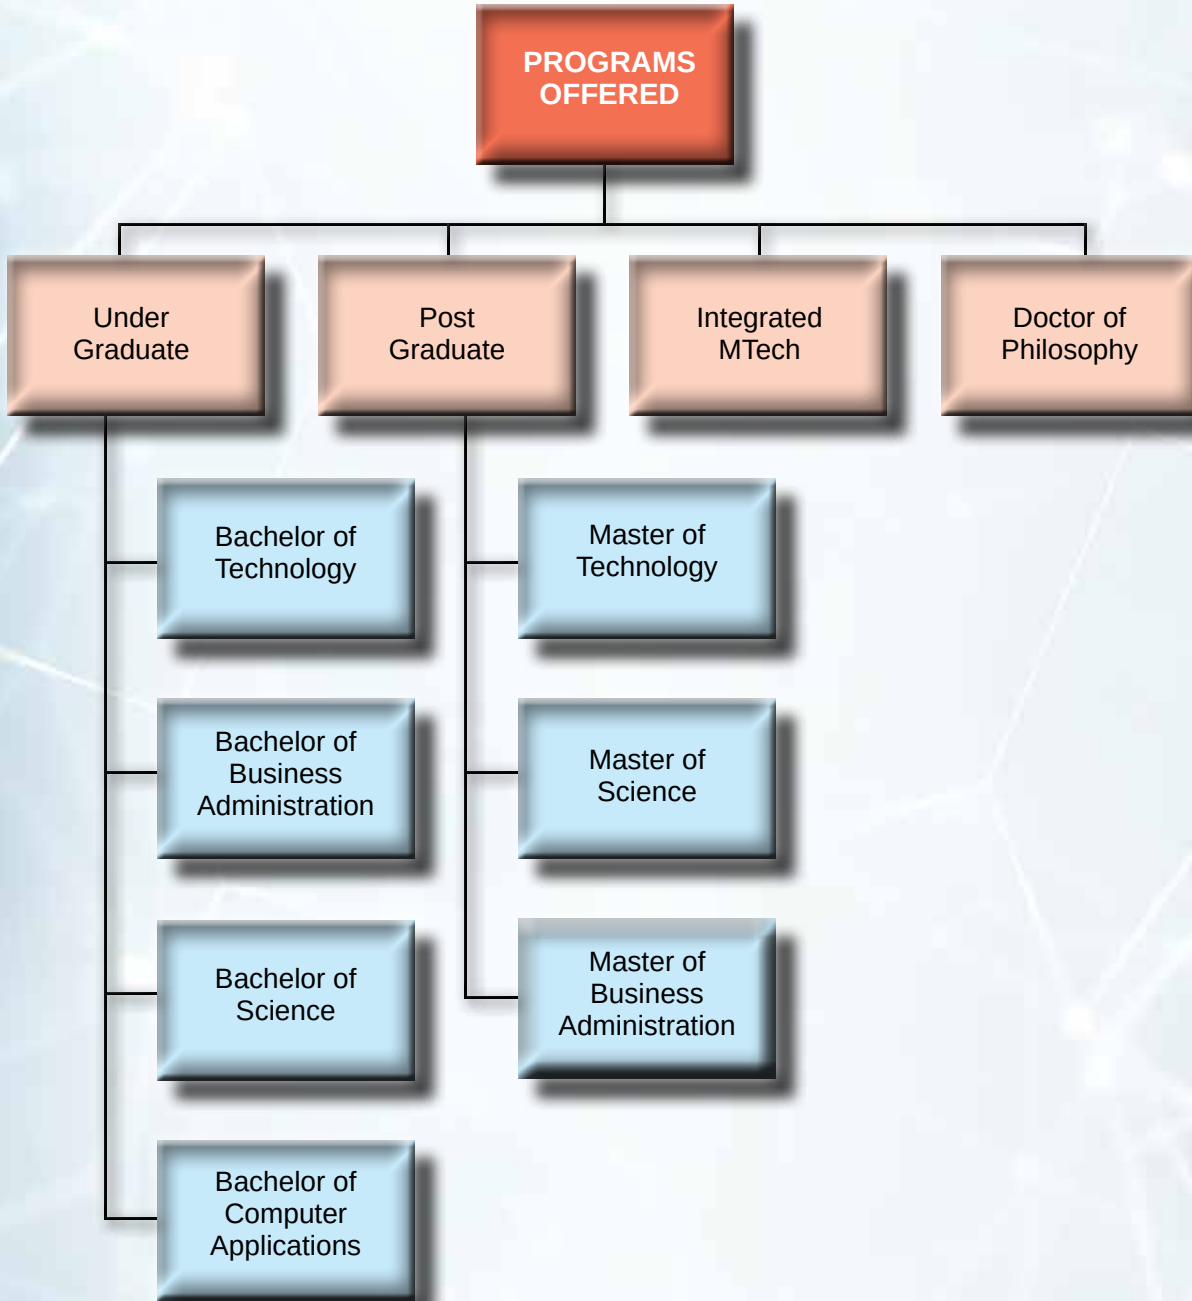 PROGRAMS
OFFERED
Under
Graduate
Post
Graduate
Integrated
MTech
Doctor of
Philosophy
Bachelor of
Technology
Master of
Technology
Bachelor of
Business
Administration
Master of
Science
Bachelor of
Science
Master of
Business
Administration
Bachelor of
Computer
Applications